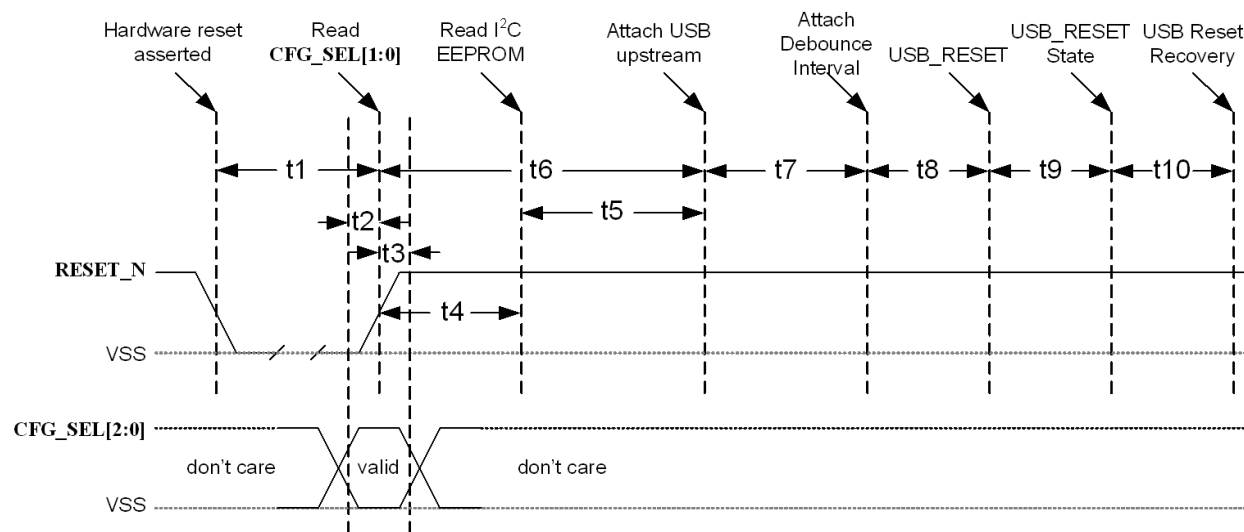 Hardware reset
asserted
Read
CFG_SEL[1:0]
Read I²C
EEPROM
Attach USB
upstream
Attach
Debounce
Interval
USB_RESET
USB_RESET
State
USB Reset
Recovery
t1
t6
t7
t8
t9
t10
t5
t2
t3
RESET_N
t4
VSS
CFG_SEL[2:0]
don't care
valid
don't care
VSS